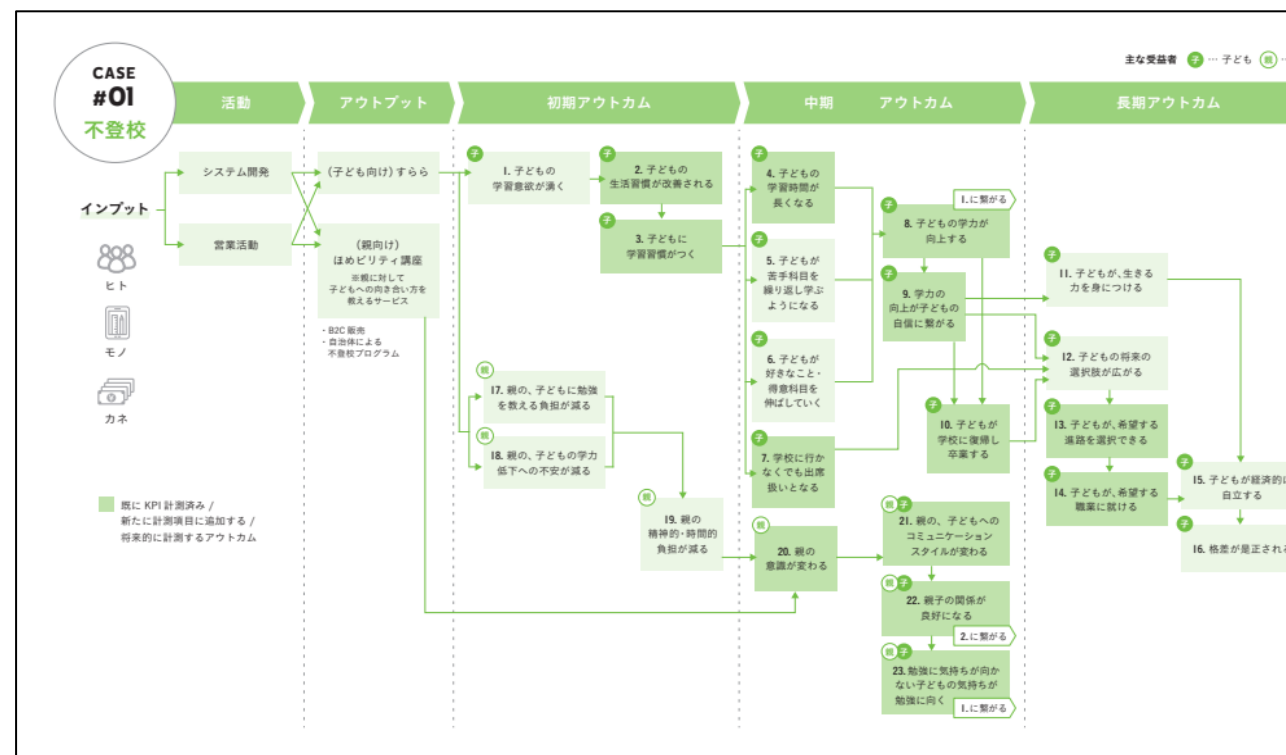 CASE
#01
不登校
主な受益者 子 … 子ども 親 …
活動
アウトプット
初期アウトカム
中期 アウトカム
長期アウトカム
インプット
ヒト
モノ
カネ
システム開発
営業活動
(子ども向け) すらら
(親向け)
ほめビリティ講座
※親に対して
子どもへの向き合い方を
教えるサービス
・B2C 販売
・自治体による
不登校プログラム
子
1. 子どもの
学習意欲が湧く
子
2. 子どもの
生活習慣が改善される
子
3. 子どもに
学習習慣がつく
親
17. 親の、子どもに勉強
を教える負担が減る
親
18. 親の、子どもの学力
低下への不安が減る
親
19. 親の
精神的・時間的
負担が減る
子
4. 子どもの
学習時間が
長くなる
子
5. 子どもが
苦手科目を
繰り返し学ぶ
ようになる
子
6. 子どもが
好きなこと・
得意科目を
伸ばしていく
子
7. 学校に行か
なくても出席
扱いとなる
親
20. 親の
意識が変わる
子
1.に繋がる
8. 子どもの学力が
向上する
子
9. 学力の
向上が子どもの
自信に繋がる
子
10. 子どもが
学校に復帰し
卒業する
親 子
21. 親の、子どもへの
コミュニケーション
スタイルが変わる
親 子
22. 親子の関係が
良好になる
2.に繋がる
親 子
23. 勉強に気持ちが向か
ない子どもの気持ちが
勉強に向く
1.に繋がる
子
11. 子どもが、生きる
力を身につける
子
12. 子どもの将来の
選択肢が広がる
子
13. 子どもが、希望する
進路を選択できる
子
14. 子どもが、希望する
職業に就ける
子
15. 子どもが経済的に
自立する
子
16. 格差が是正される
既に KPI 計測済み /
新たに計測項目に追加する /
将来的に計測するアウトカム